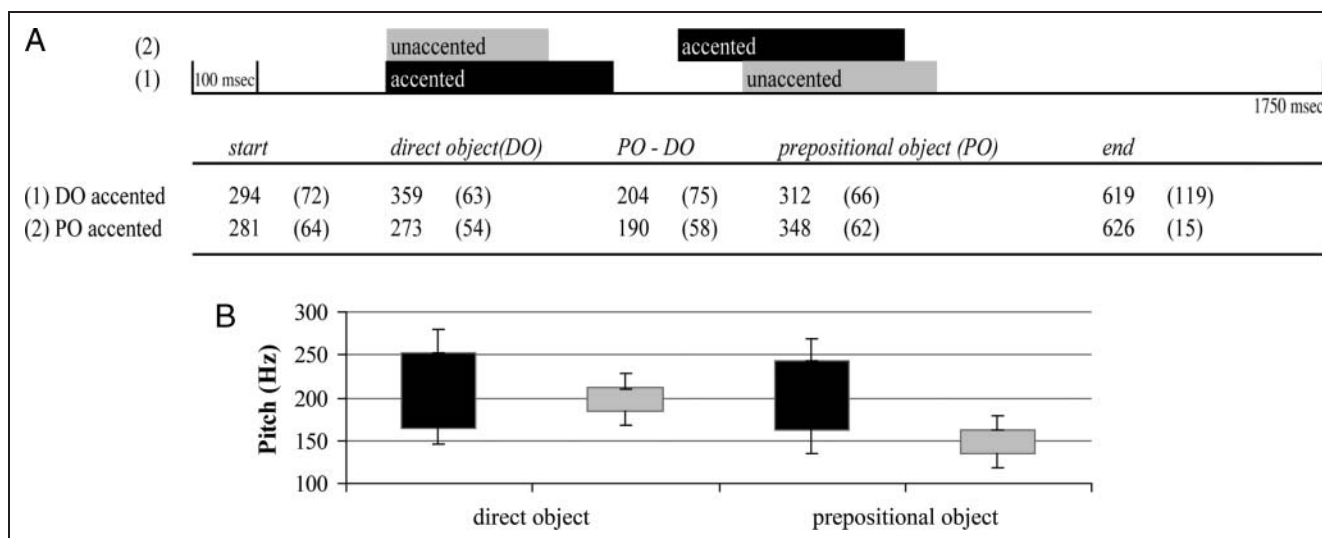 A
(2) unaccented accented
(1) 100 msec accented unaccented
1750 msec
start direct object(DO) PO - DO prepositional object (PO) end
(1) DO accented 294 (72) 359 (63) 204 (75) 312 (66) 619 (119)
(2) PO accented 281 (64) 273 (54) 190 (58) 348 (62) 626 (15)
B
Pitch (Hz)
300
250
200
150
100
direct object prepositional object